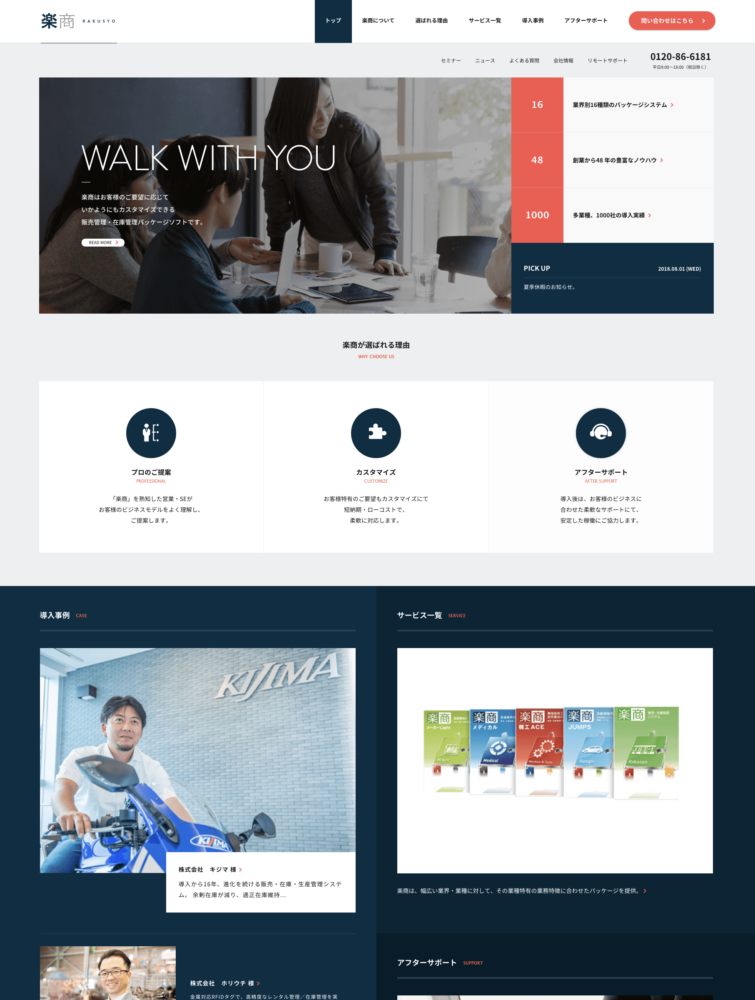 楽商 RAKUSYO
トップ
楽商について
選ばれる理由
サービス一覧
導入事例
アフターサポート
問い合わせはこちら
セミナー
ニュース
よくある質問
会社情報
リモートサポート
0120-86-6181
平日9:00〜18:00（祝日除く）
WALK WITH YOU
楽商はお客様のご要望に応じて
いかようにもカスタマイズできる
販売管理・在庫管理パッケージソフトです。
READ MORE
16
業界別16種類のパッケージシステム
48
創業から48 年の豊富なノウハウ
1000
多業種、1000社の導入実績
PICK UP
2018.08.01 (WED)
夏季休暇のお知らせ。
楽商が選ばれる理由
WHY CHOOSE US
プロのご提案
PROFESSIONAL
「楽商」を熟知した営業・SEが
お客様のビジネスモデルをよく理解し、
ご提案します。
カスタマイズ
CUSTOMIZE
お客様特有のご要望もカスタマイズにて
短納期・ローコストで、
柔軟に対応します。
アフターサポート
AFTER SUPPORT
導入後は、お客様のビジネスに
合わせた柔軟なサポートにて、
安定した稼働にご協力します。
導入事例 CASE
KIJIMA
KIJIMA
株式会社　キジマ 様
導入から16年、進化を続ける販売・在庫・生産管理システ
ム。 余剰在庫が減り、適正在庫維持...
株式会社　ホリウチ 様
金属対応RFIDタグで、高精度なレンタル管理／在庫管理を実
サービス一覧 SERVICE
楽商
メーカーLight
Maker
楽商
メディカル
Medical
楽商
機工ACE
Machine & Tools
楽商
JUMPS
Jumps
楽商
販売・在庫管理
システム
JST-I
Rakusyo
楽商は、幅広い業界・業種に対して、その業種特有の業務特徴に合わせたパッケージを提供。
アフターサポート SUPPORT